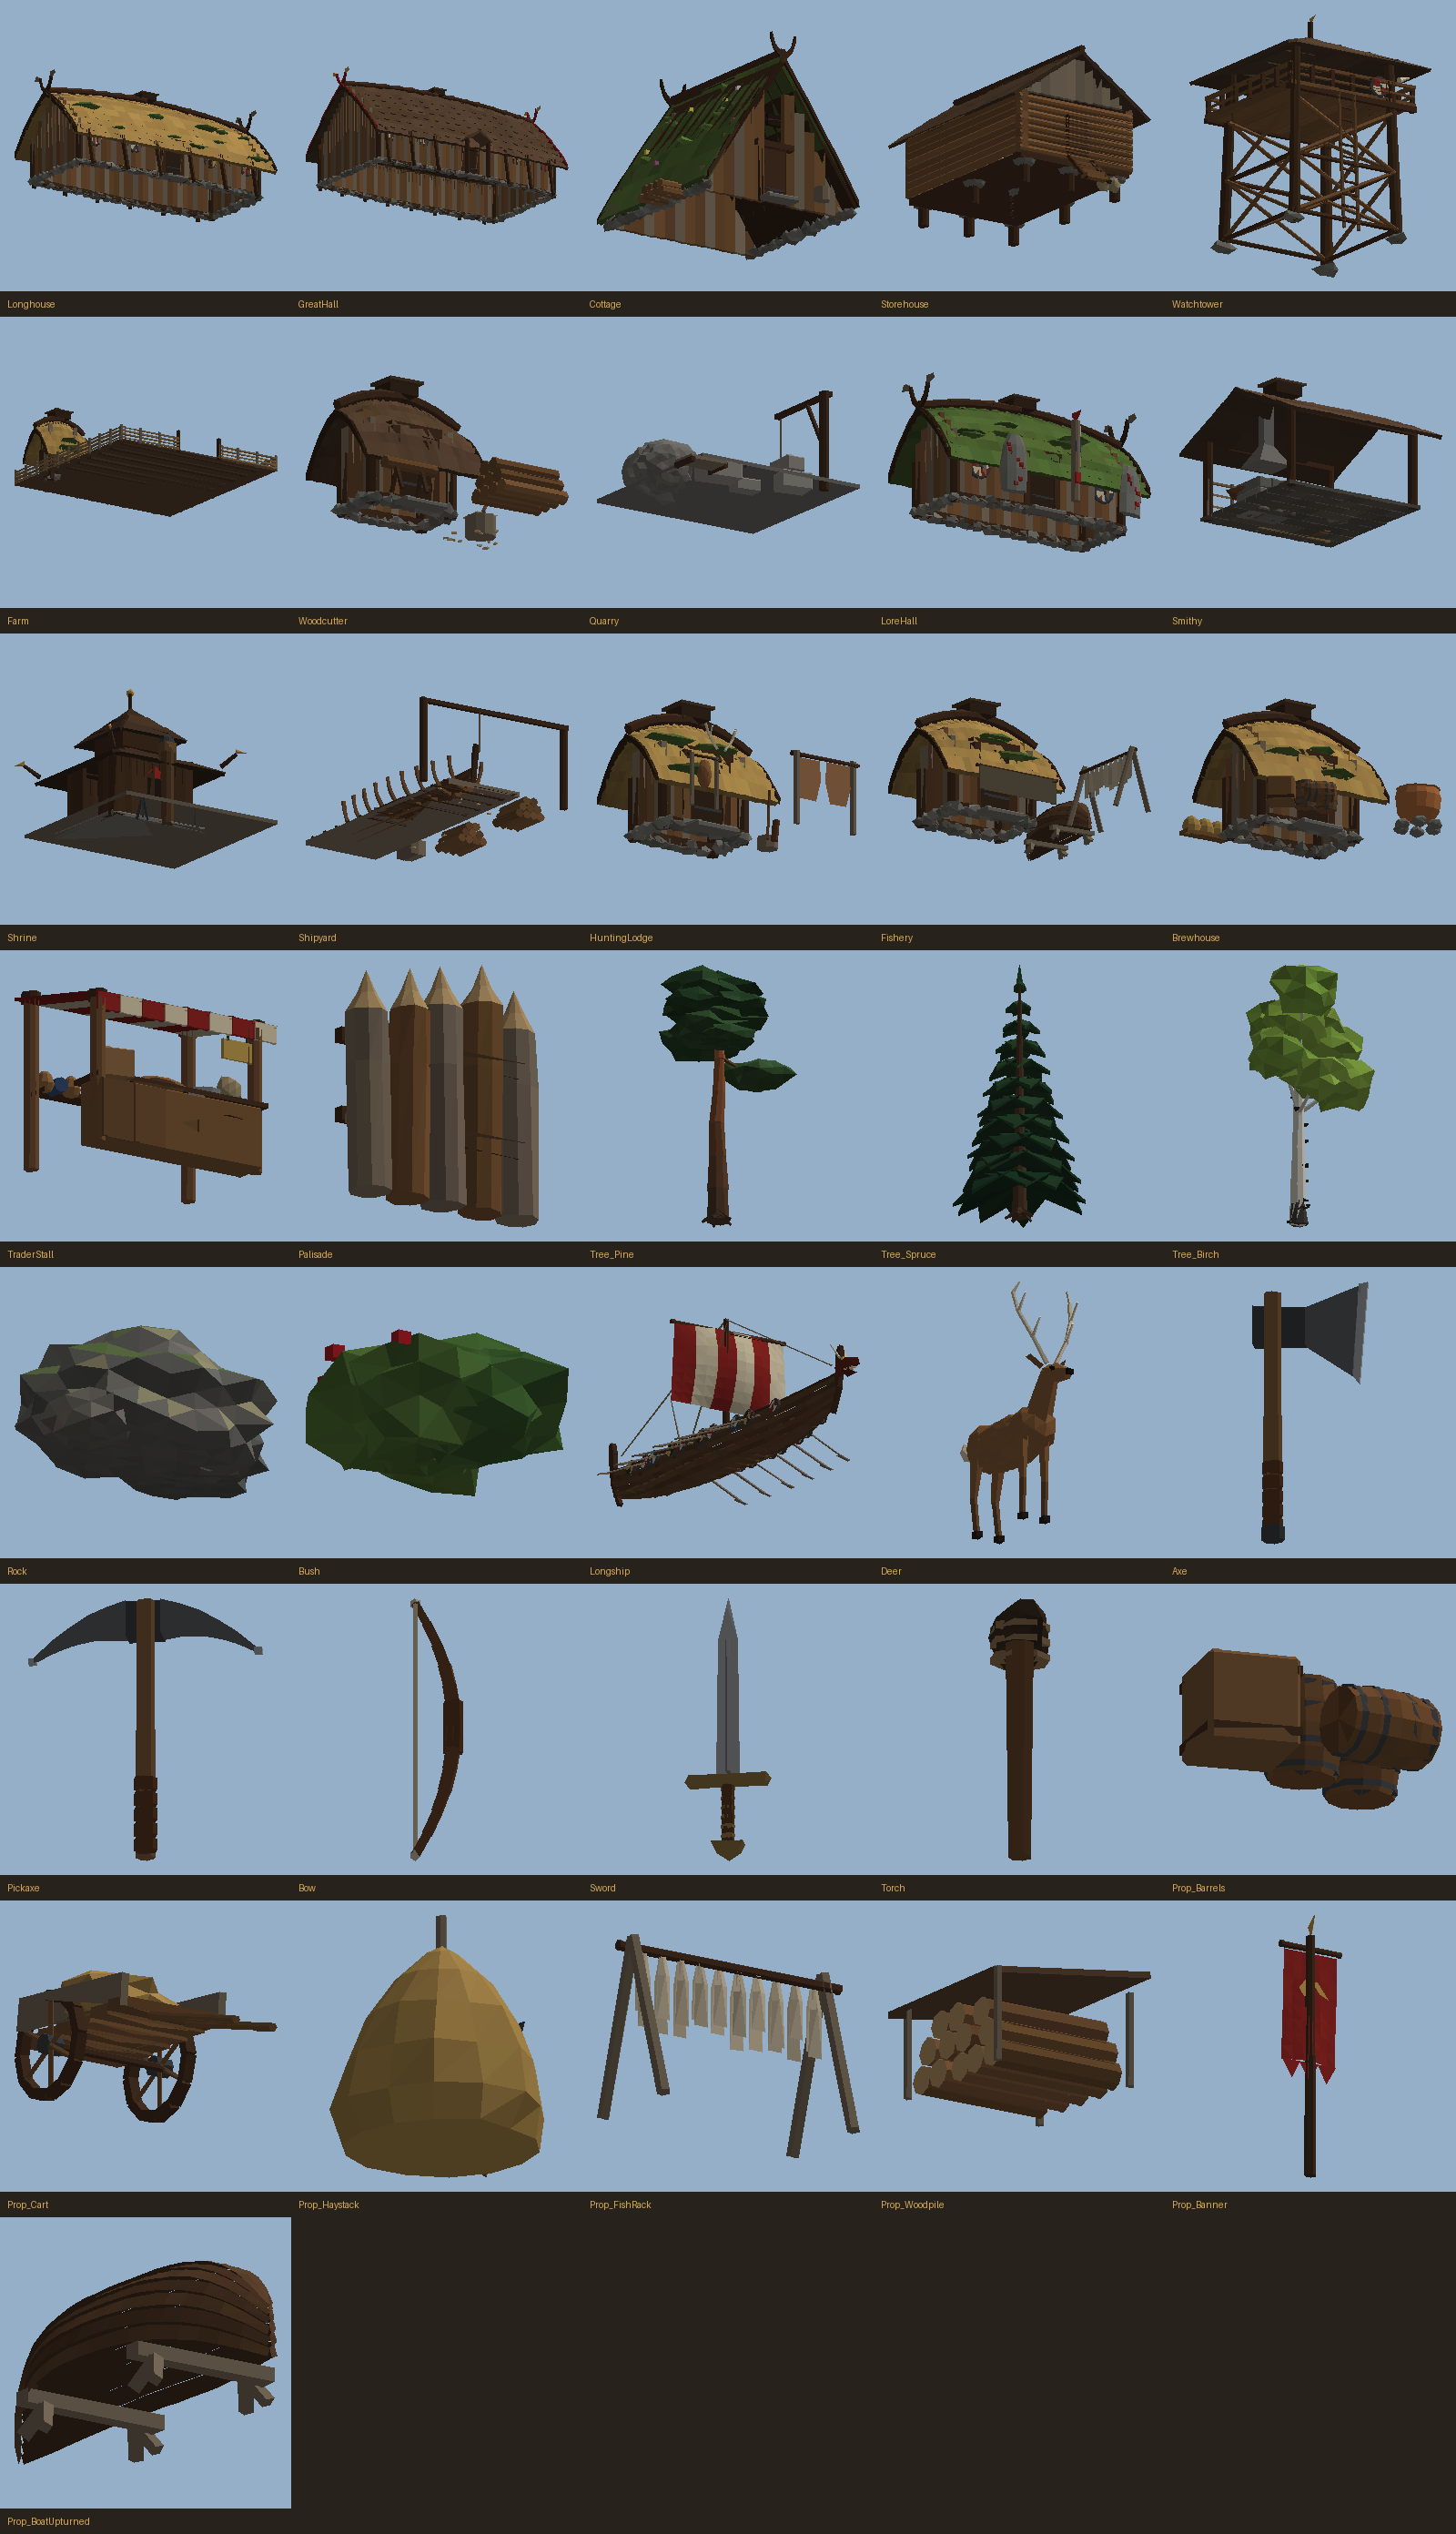 Longhouse
GreatHall
Cottage
Storehouse
Watchtower
Farm
Woodcutter
Quarry
LoreHall
Smithy
Shrine
Shipyard
HuntingLodge
Fishery
Brewhouse
TraderStall
Palisade
Tree_Pine
Tree_Spruce
Tree_Birch
Rock
Bush
Longship
Deer
Axe
Pickaxe
Bow
Sword
Torch
Prop_Barrels
Prop_Cart
Prop_Haystack
Prop_FishRack
Prop_Woodpile
Prop_Banner
Prop_BoatUpturned